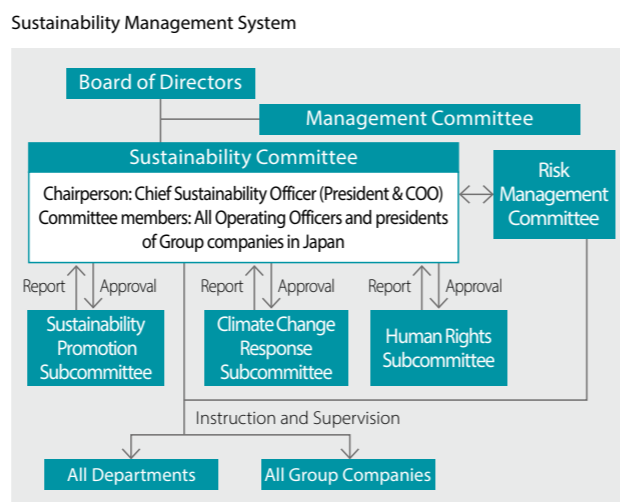 Sustainability Management System
Board of Directors
Management Committee
Sustainability Committee
Chairperson: Chief Sustainability Officer (President & COO)
Committee members: All Operating Officers and presidents
of Group companies in Japan
Risk
Management
Committee
Report
Approval
Report
Approval
Report
Approval
Sustainability
Promotion
Subcommittee
Climate Change
Response
Subcommittee
Human Rights
Subcommittee
Instruction and Supervision
All Departments
All Group Companies